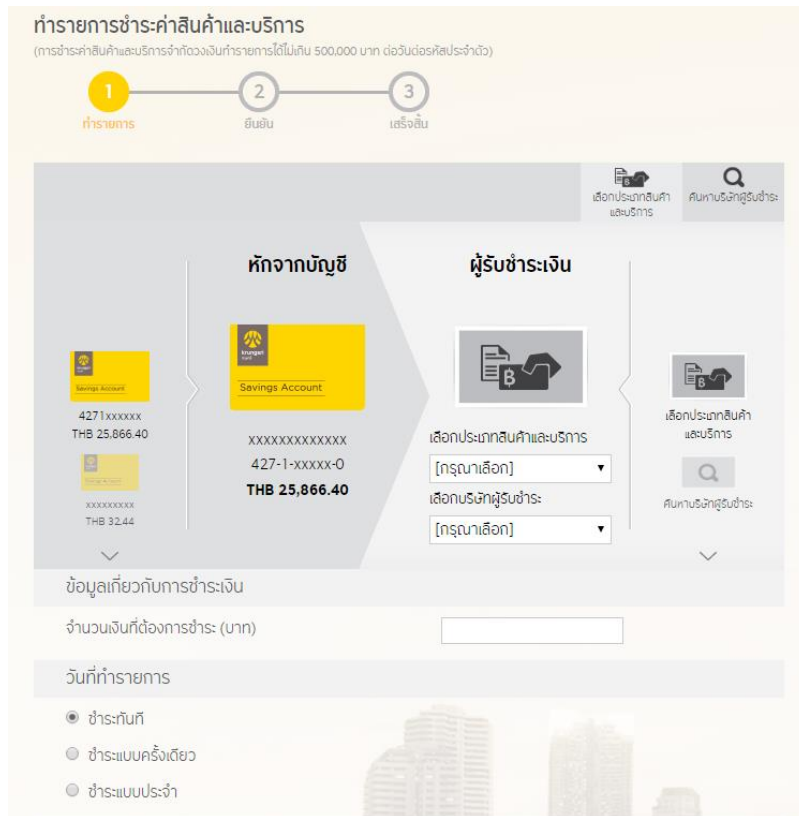 ทำรายการชำระค่าสินค้าและบริการ
(การชำระค่าสินค้าและบริการจำกัดวงเงินทำรายการได้ไม่เกิน 500,000 บาท ต่อวันต่อรหัสประจำตัว)
1
2
3
ทำรายการ
ยืนยัน
เสร็จสิ้น
เลือกประเภทสินค้า
และบริการ
ค้นหาบริษัทผู้รับชำระ
หักจากบัญชี
ผู้รับชำระเงิน
krungsri
Savings Account
4271xxxxxx
THB 25,866.40
xxxxxxxxx
THB 32.44
krungsri
Savings Account
xxxxxxxxxxxxx
427-1-xxxxx-0
THB 25,866.40
B
เลือกประเภทสินค้าและบริการ
[กรุณาเลือก]
เลือกบริษัทผู้รับชำระ
[กรุณาเลือก]
B
เลือกประเภทสินค้า
และบริการ
ค้นหาบริษัทผู้รับชำระ
ข้อมูลเกี่ยวกับการชำระเงิน
จำนวนเงินที่ต้องการชำระ (บาท)
วันที่ทำรายการ
ชำระทันที
ชำระแบบครั้งเดียว
ชำระแบบประจำ